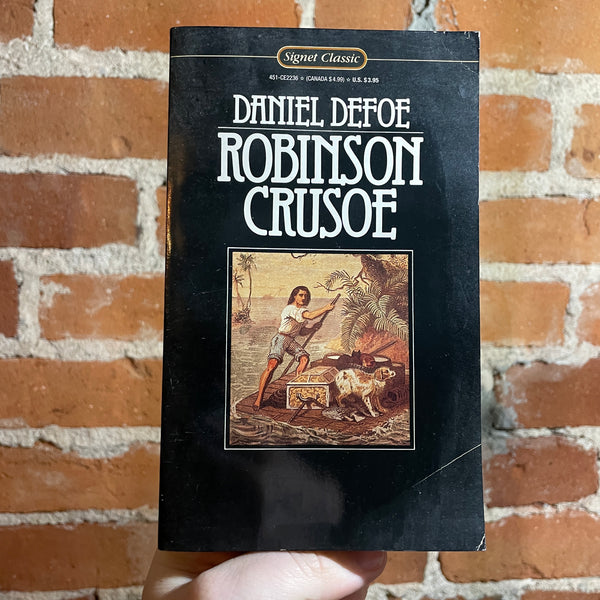 Signet Classic
451-CE2236 ☆ (CANADA $4.99) ☆ U.S. $3.95
DANIEL DEFOE
ROBINSON
CRUSOE